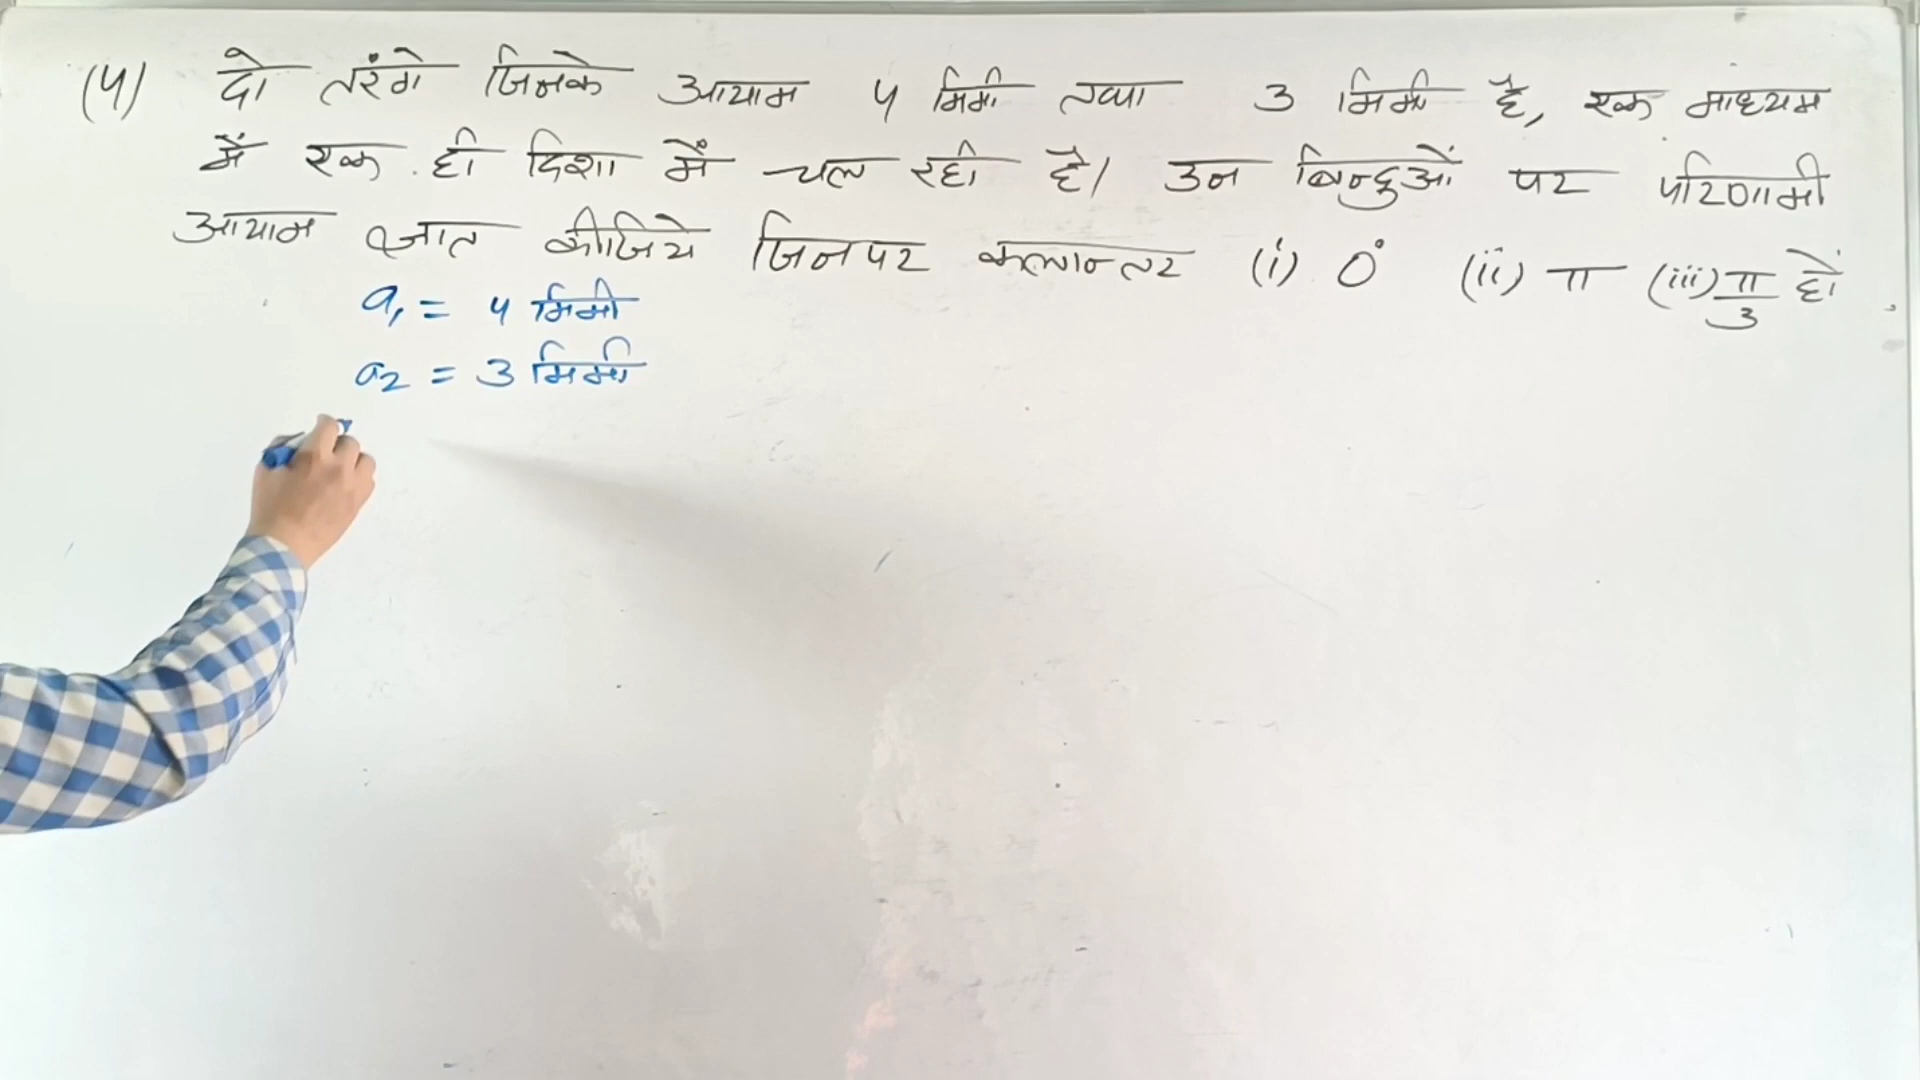 (4) दो तरंगे जिनके आयाम 4 मिमी तथा 3 मिमी है, एक माध्यम
में एक ही दिशा में चल रही है। उन बिन्दुओं पर परिणामी
आयाम ज्ञात कीजिये जिनपर कलान्तर (i) 0° (ii) π (iii) π/3 हों
a₁ = 4 मिमी
a₂ = 3 मिमी